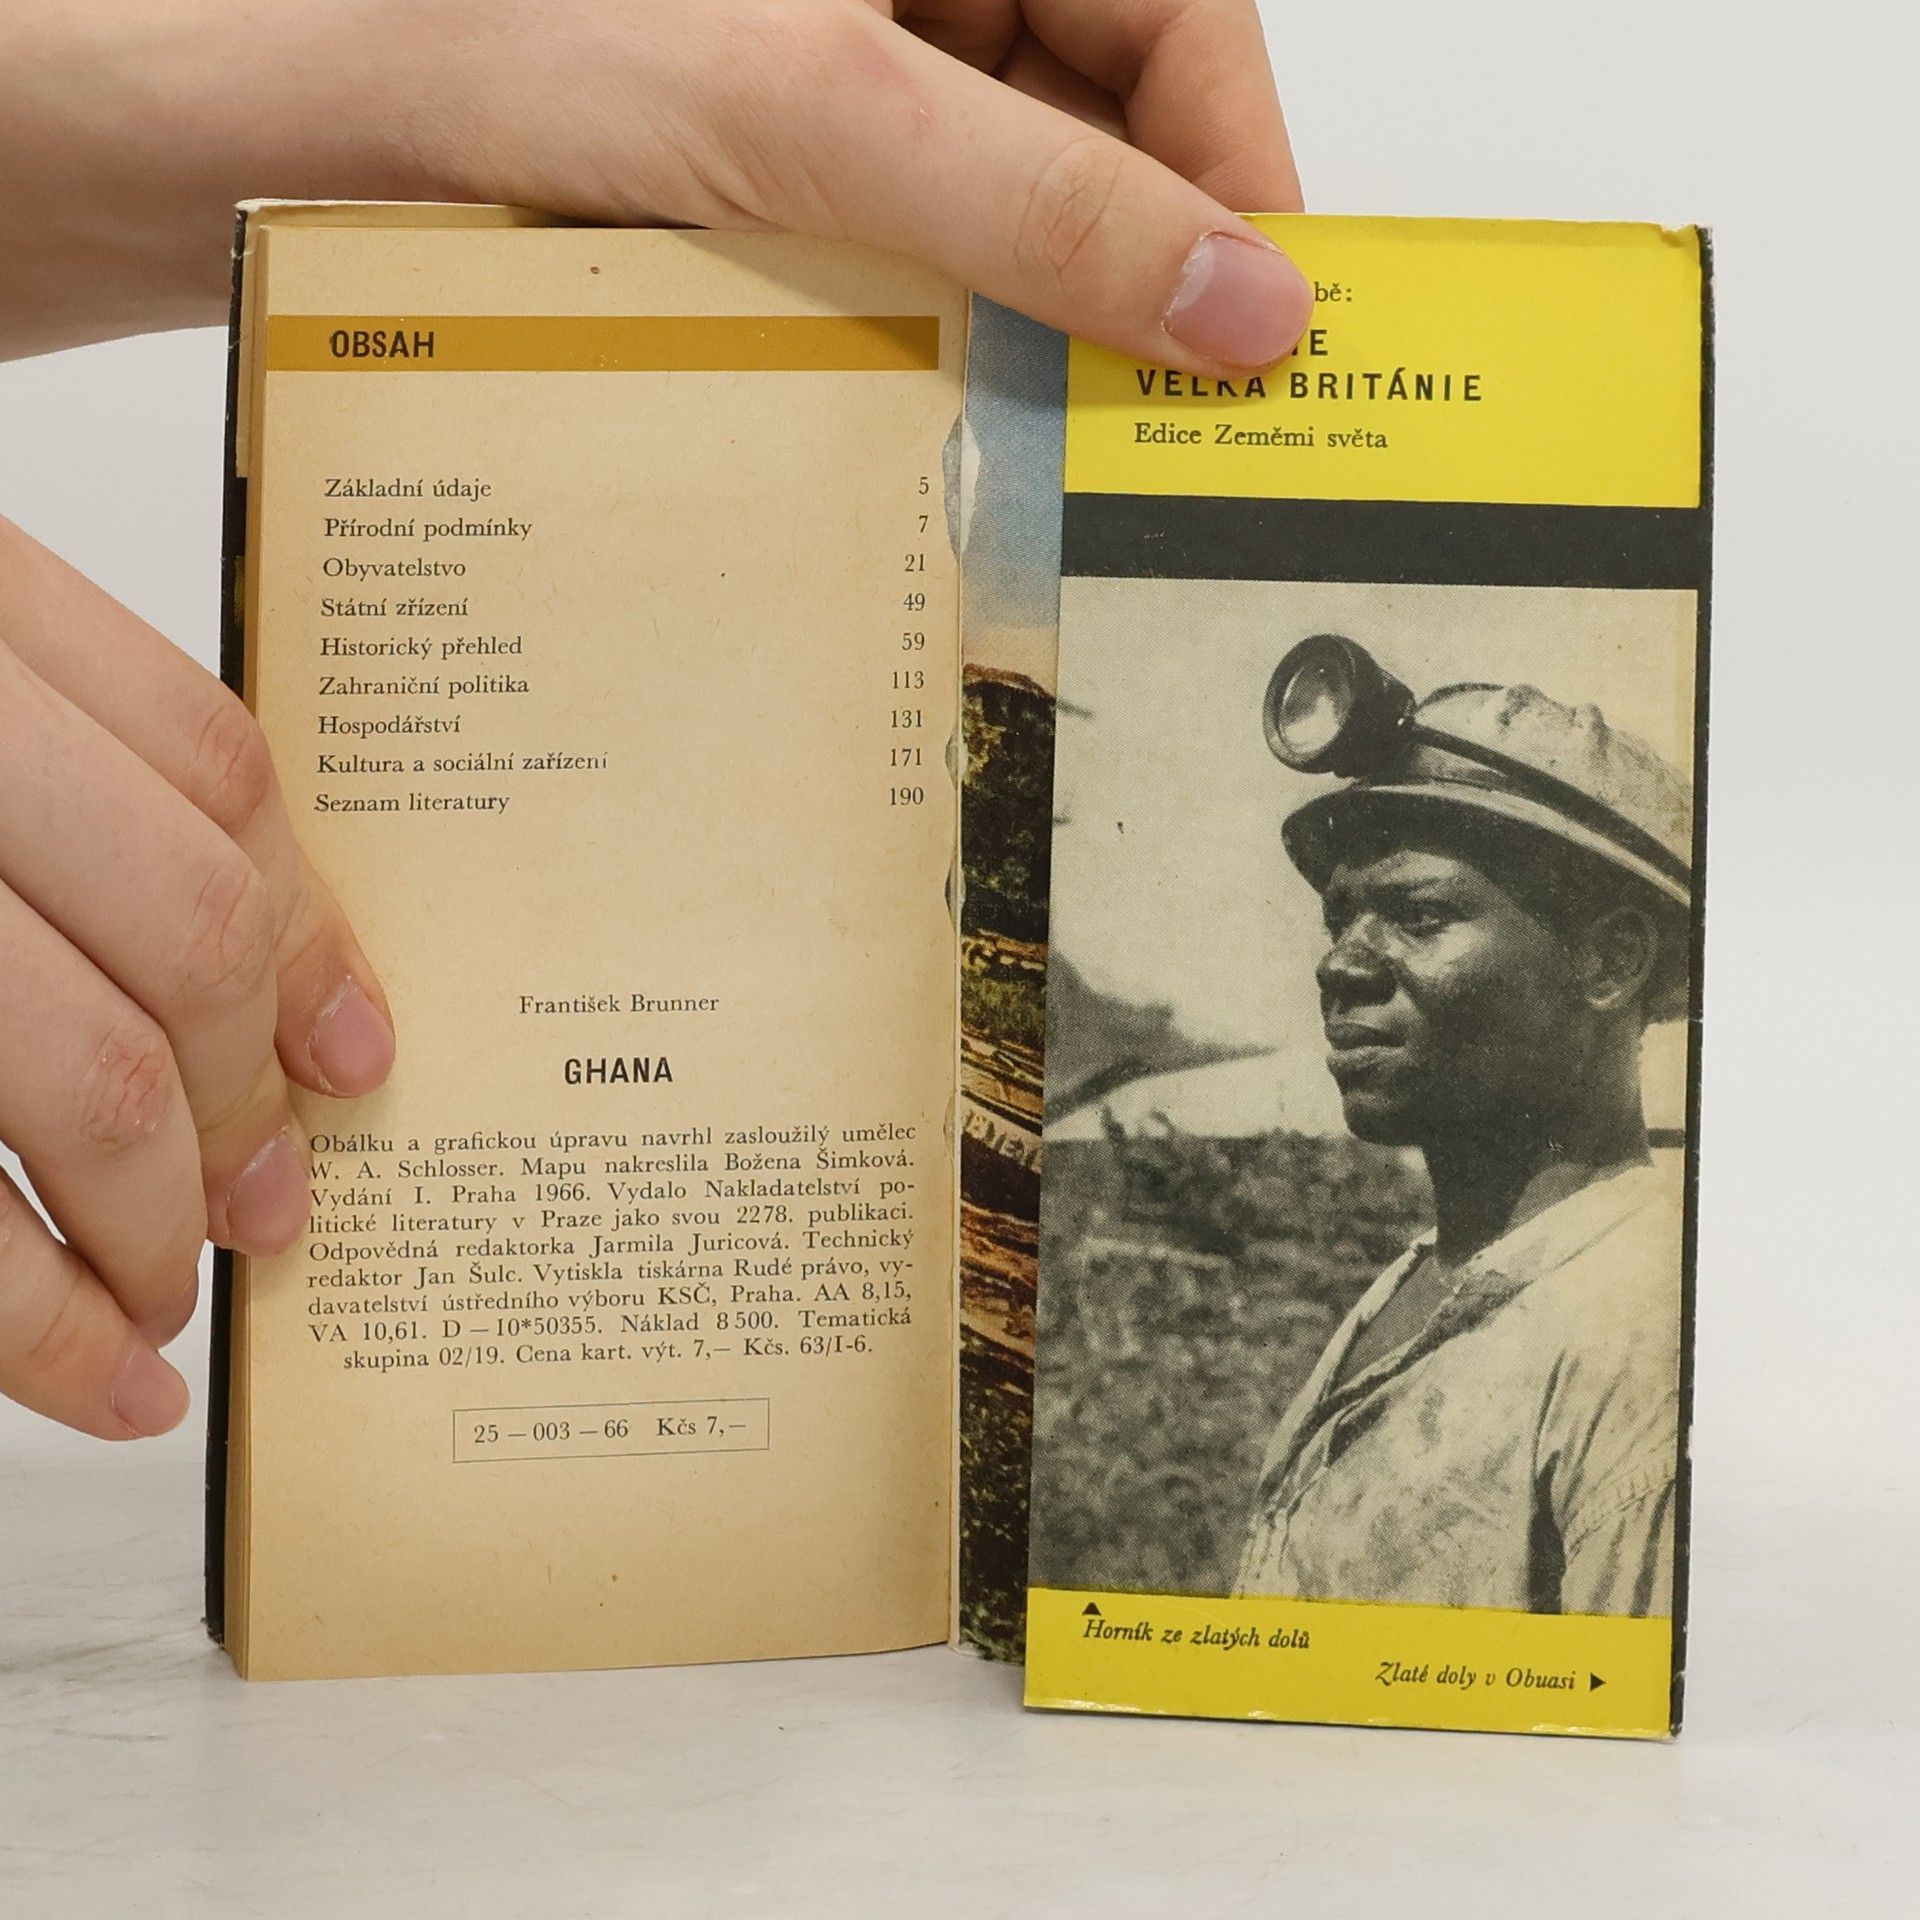 OBSAH
Základní údaje 5
Přírodní podmínky 7
Obyvatelstvo 21
Státní zřízení 49
Historický přehled 59
Zahraniční politika 113
Hospodářství 131
Kultura a sociální zařízení 171
Seznam literatury 190
František Brunner
GHANA
Obálku a grafickou úpravu navrhl zasloužilý umělec
W. A. Schlosser. Mapu nakreslila Božena Šimková.
Vydání I. Praha 1966. Vydalo Nakladatelství po-
litické literatury v Praze jako svou 2278. publikaci.
Odpovědná redaktorka Jarmila Juricová. Technický
redaktor Jan Šulc. Vytiskla tiskárna Rudé právo, vy-
davatelství ústředního výboru KSČ, Praha. AA 8,15,
VA 10,61. D — 10*50355. Náklad 8 500. Tematická
skupina 02/19. Cena kart. výt. 7,— Kčs. 63/I-6.
25 — 003 — 66 Kčs 7,—
VELKÁ BRITÁNIE
Edice Zeměmi světa
▲
Horník ze zlatých dolů
Zlaté doly v Obuasi ►